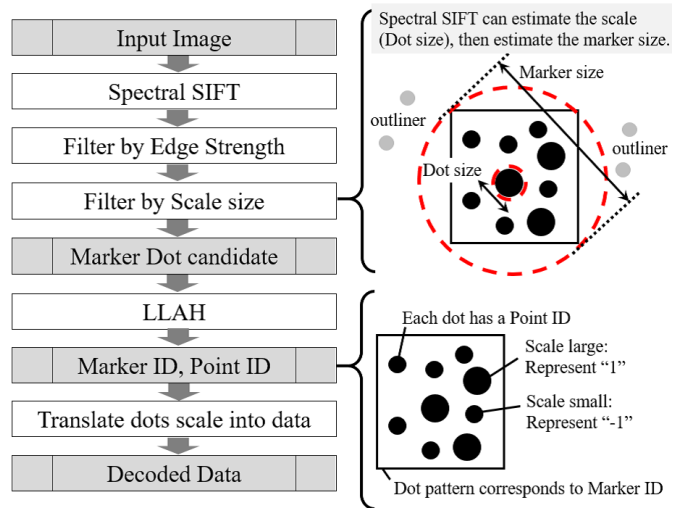 Input Image
Spectral SIFT
Filter by Edge Strength
Filter by Scale size
Marker Dot candidate
LLAH
Marker ID, Point ID
Translate dots scale into data
Decoded Data
Spectral SIFT can estimate the scale
(Dot size), then estimate the marker size.
Marker size
outliner
outliner
Dot size
Each dot has a Point ID
Scale large:
Represent “1”
Scale small:
Represent “-1”
Dot pattern corresponds to Marker ID